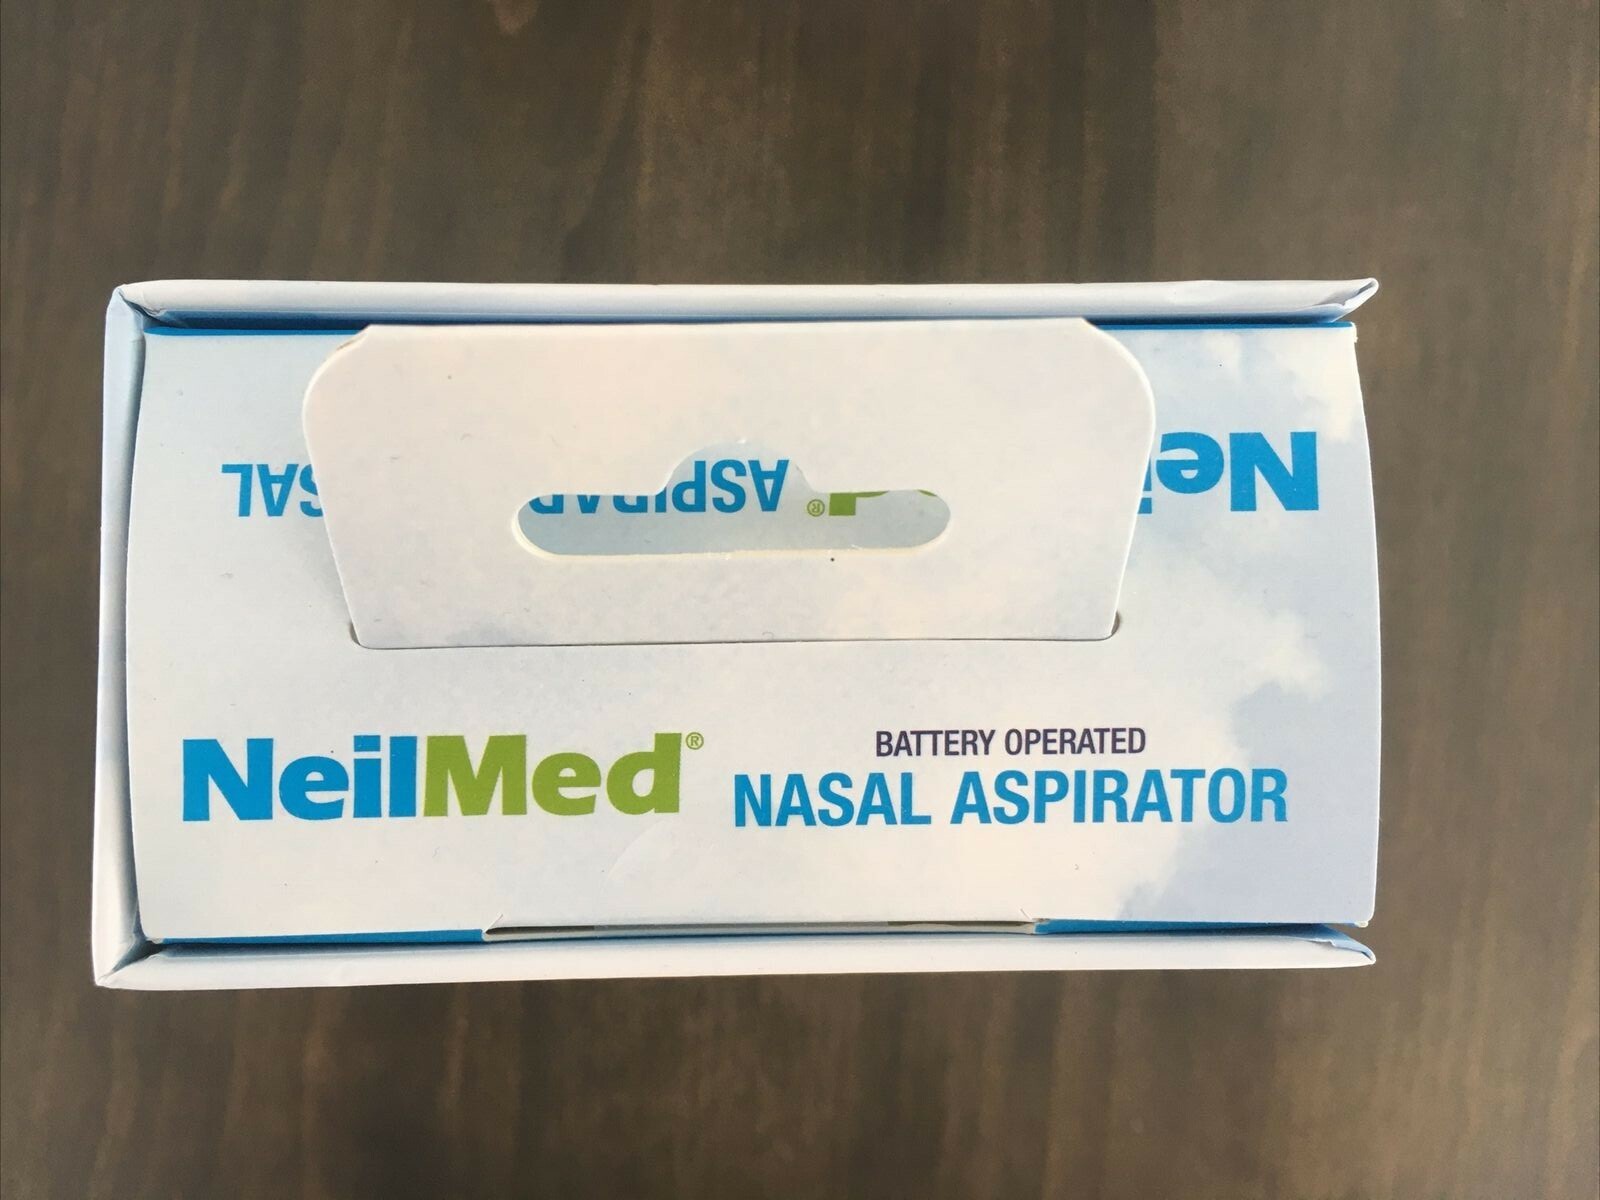 NeilMed®
BATTERY OPERATED
NASAL ASPIRATOR